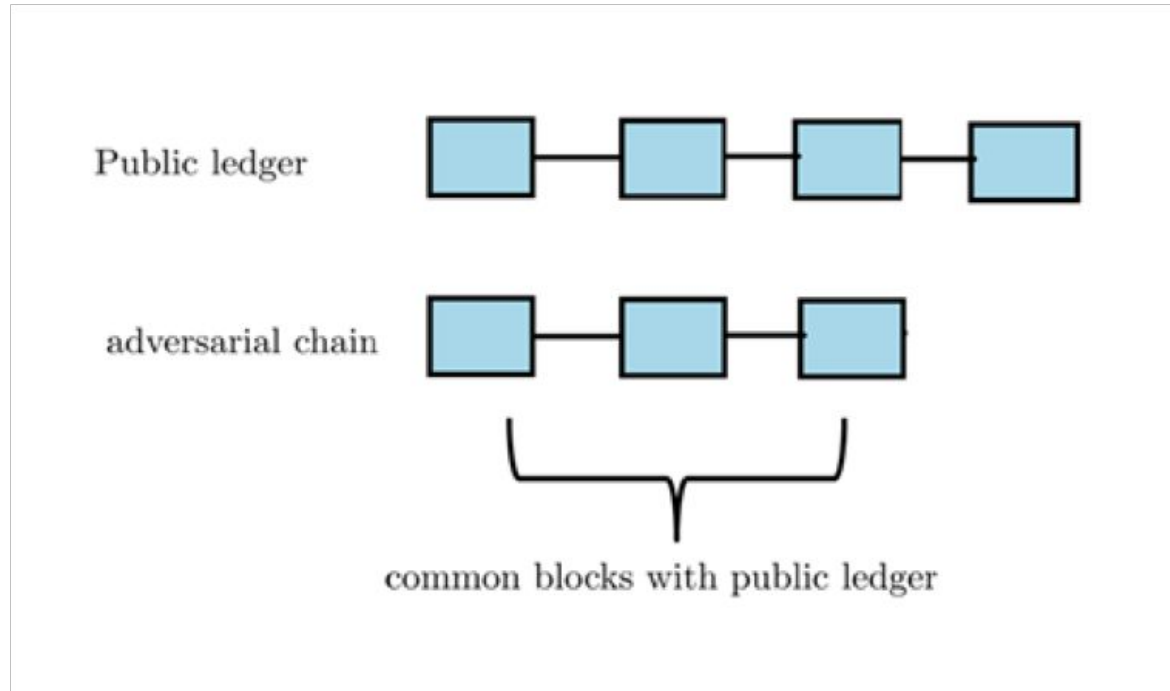 Public ledger
adversarial chain
common blocks with public ledger